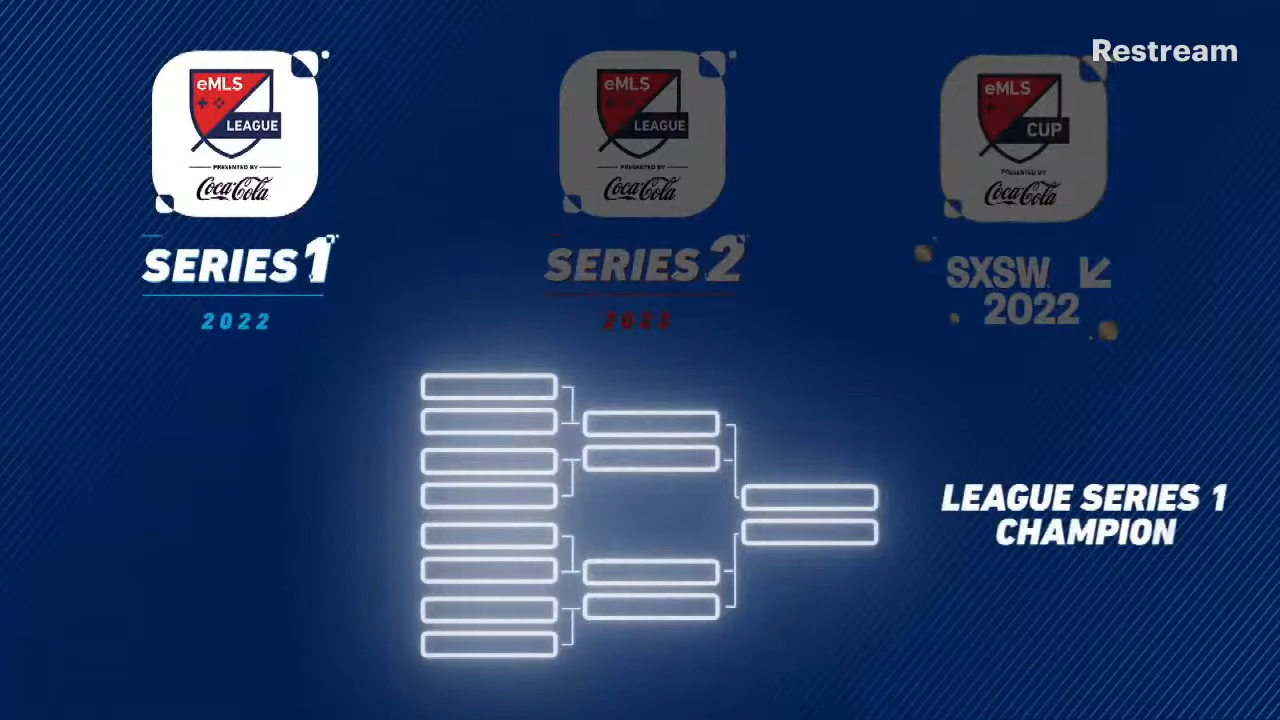 Restream
eMLS
LEAGUE
PRESENTED BY
Coca-Cola
SERIES 1
2022
eMLS
LEAGUE
PRESENTED BY
Coca-Cola
SERIES 2
2022
eMLS
CUP
PRESENTED BY
Coca-Cola
SXSW
2022
LEAGUE SERIES 1
CHAMPION